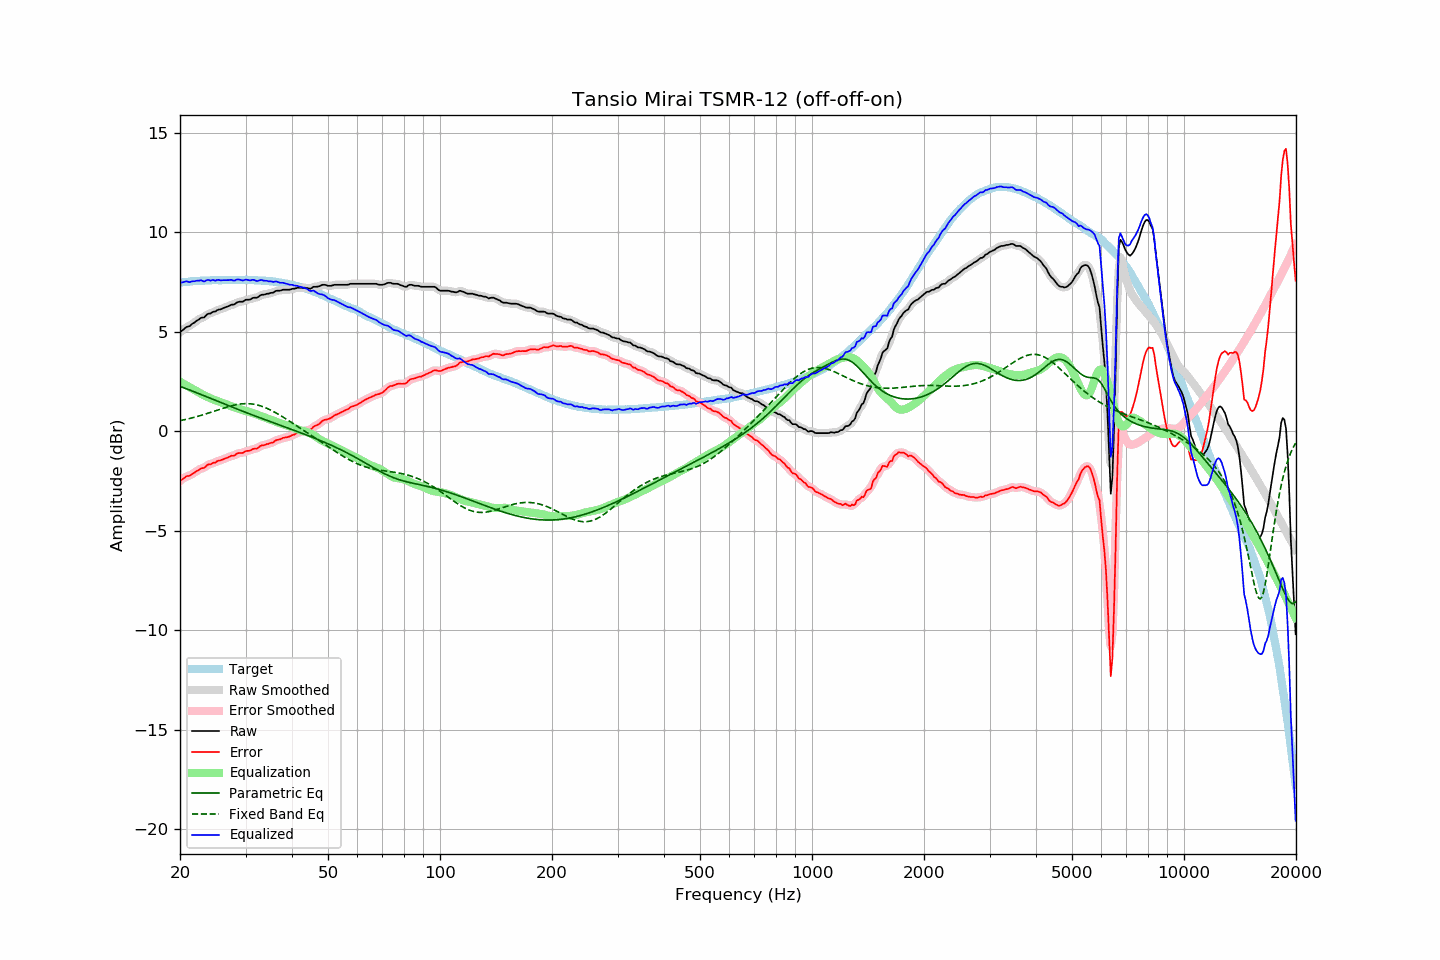 Tansio Mirai TSMR-12 (off-off-on)
15
10
5
0
−5
−10
−15
−20
Amplitude (dBr)
Target
Raw Smoothed
Error Smoothed
Raw
Error
Equalization
Parametric Eq
Fixed Band Eq
Equalized
20 50 100 200 500 1000 2000 5000 10000 20000
Frequency (Hz)